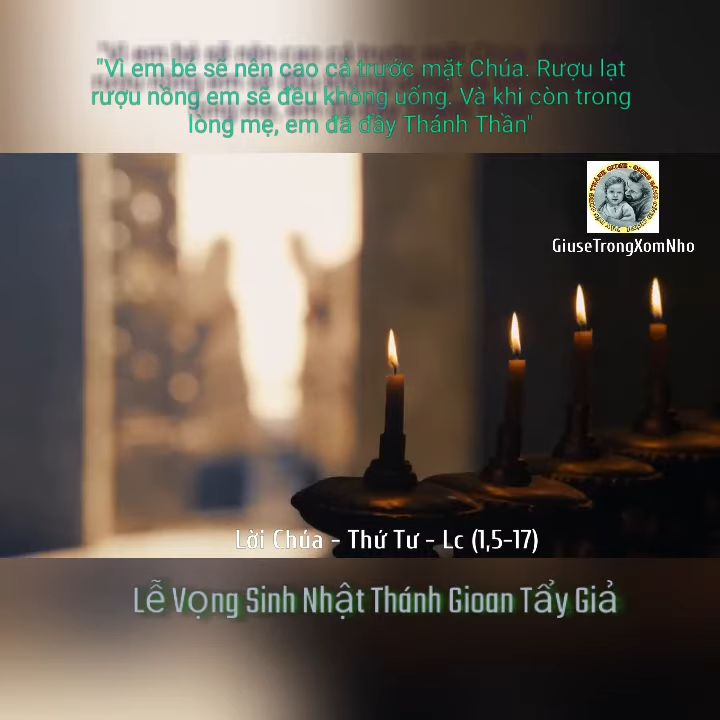 "Vì em bé sẽ nên cao cả trước mặt Chúa. Rượu lạt
rượu nồng em sẽ đều không uống. Và khi còn trong
lòng mẹ, em đã đầy Thánh Thần"
GiuseTrongXomNho
Lời Chúa - Thứ Tư - Lc (1,5-17)
Lễ Vọng Sinh Nhật Thánh Gioan Tẩy Giả